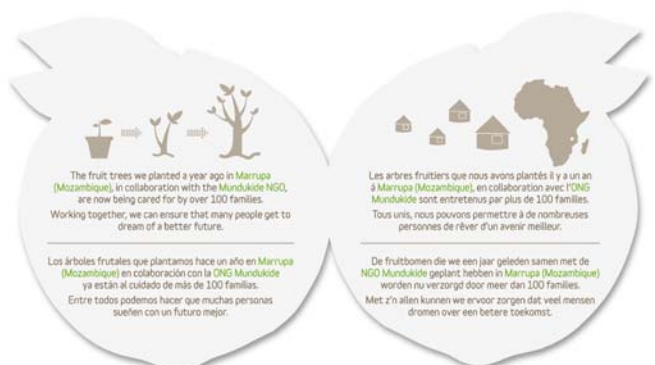 The fruit trees we planted a year ago in Marrupa
(Mozambique), in collaboration with the Mundukide NGO,
are now being cared for by over 100 families.
Working together, we can ensure that many people get to
dream of a better future.
Los árboles frutales que plantamos hace un año en Marrupa
(Mozambique) en colaboración con la ONG Mundukide
ya están al cuidado de más de 100 familias.
Entre todos podemos hacer que muchas personas
sueñen con un futuro mejor.
Les arbres fruitiers que nous avons plantés il y a un an
á Marrupa (Mozambique), en collaboration avec l'ONG
Mundukide sont entretenus par plus de 100 familles.
Tous unis, nous pouvons permettre à de nombreuses
personnes de rêver d'un avenir meilleur.
De fruitbomen die we een jaar geleden samen met de
NGO Mundukide geplant hebben in Marrupa (Mozambique)
worden nu verzorgd door meer dan 100 families.
Met z'n allen kunnen we ervoor zorgen dat veel mensen
dromen over een betere toekomst.